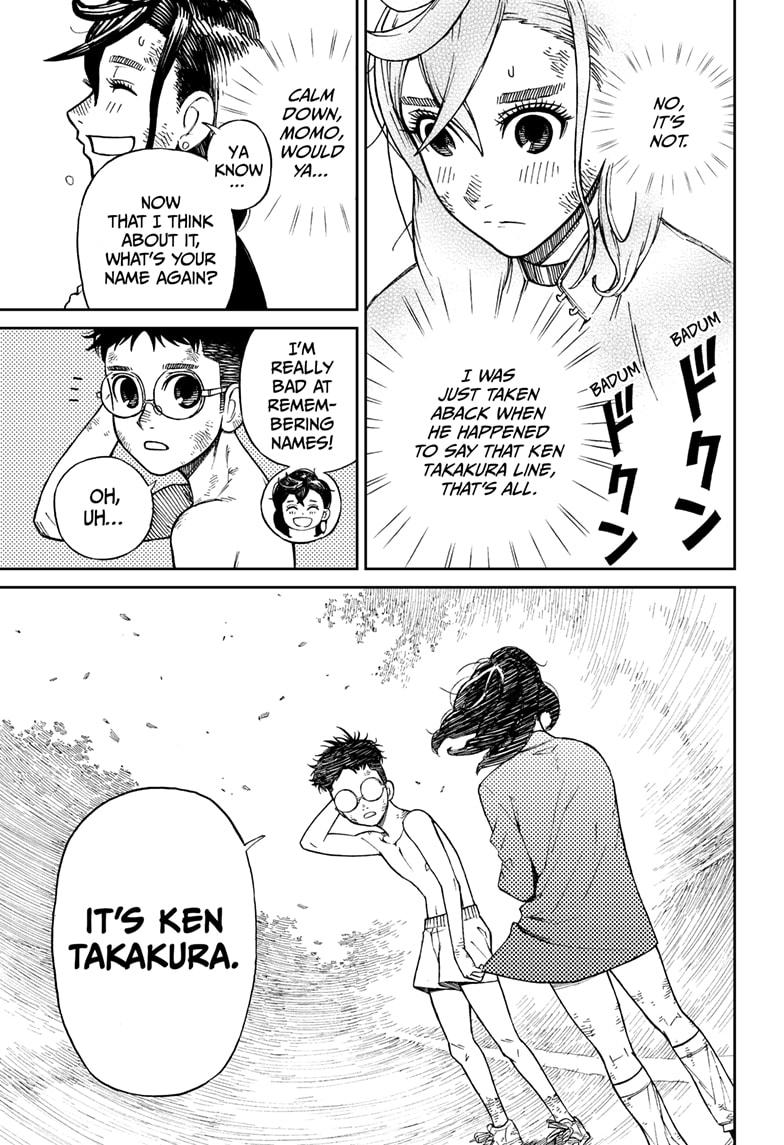 NO,
IT'S
NOT.
BADUM
ドクン
BADUM
ドクン
I WAS
JUST TAKEN
ABACK WHEN
HE HAPPENED
TO SAY THAT KEN
TAKAKURA LINE,
THAT'S ALL.
CALM
DOWN,
MOMO,
WOULD
YA...
YA
KNOW
...
NOW
THAT I THINK
ABOUT IT,
WHAT'S YOUR
NAME AGAIN?
I'M
REALLY
BAD AT
REMEM-
BERING
NAMES!
OH,
UH...
IT'S KEN
TAKAKURA.